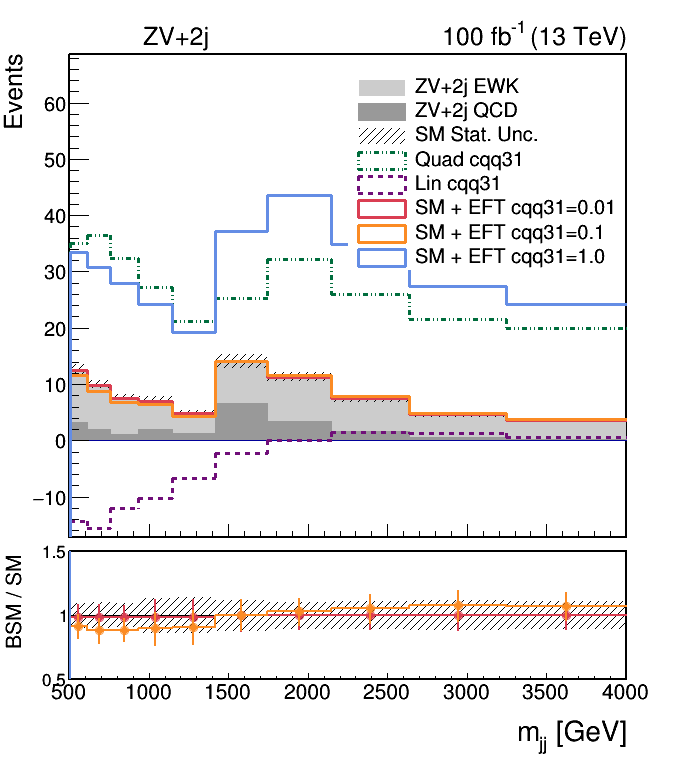 ZV+2j 100 fb-1 (13 TeV)
Events
60
50
40
30
20
10
0
−10
ZV+2j EWK
ZV+2j QCD
SM Stat. Unc.
Quad cqq31
Lin cqq31
SM + EFT cqq31=0.01
SM + EFT cqq31=0.1
SM + EFT cqq31=1.0
BSM / SM
1.5
1
0.5
500 1000 1500 2000 2500 3000 3500 4000
mjj [GeV]